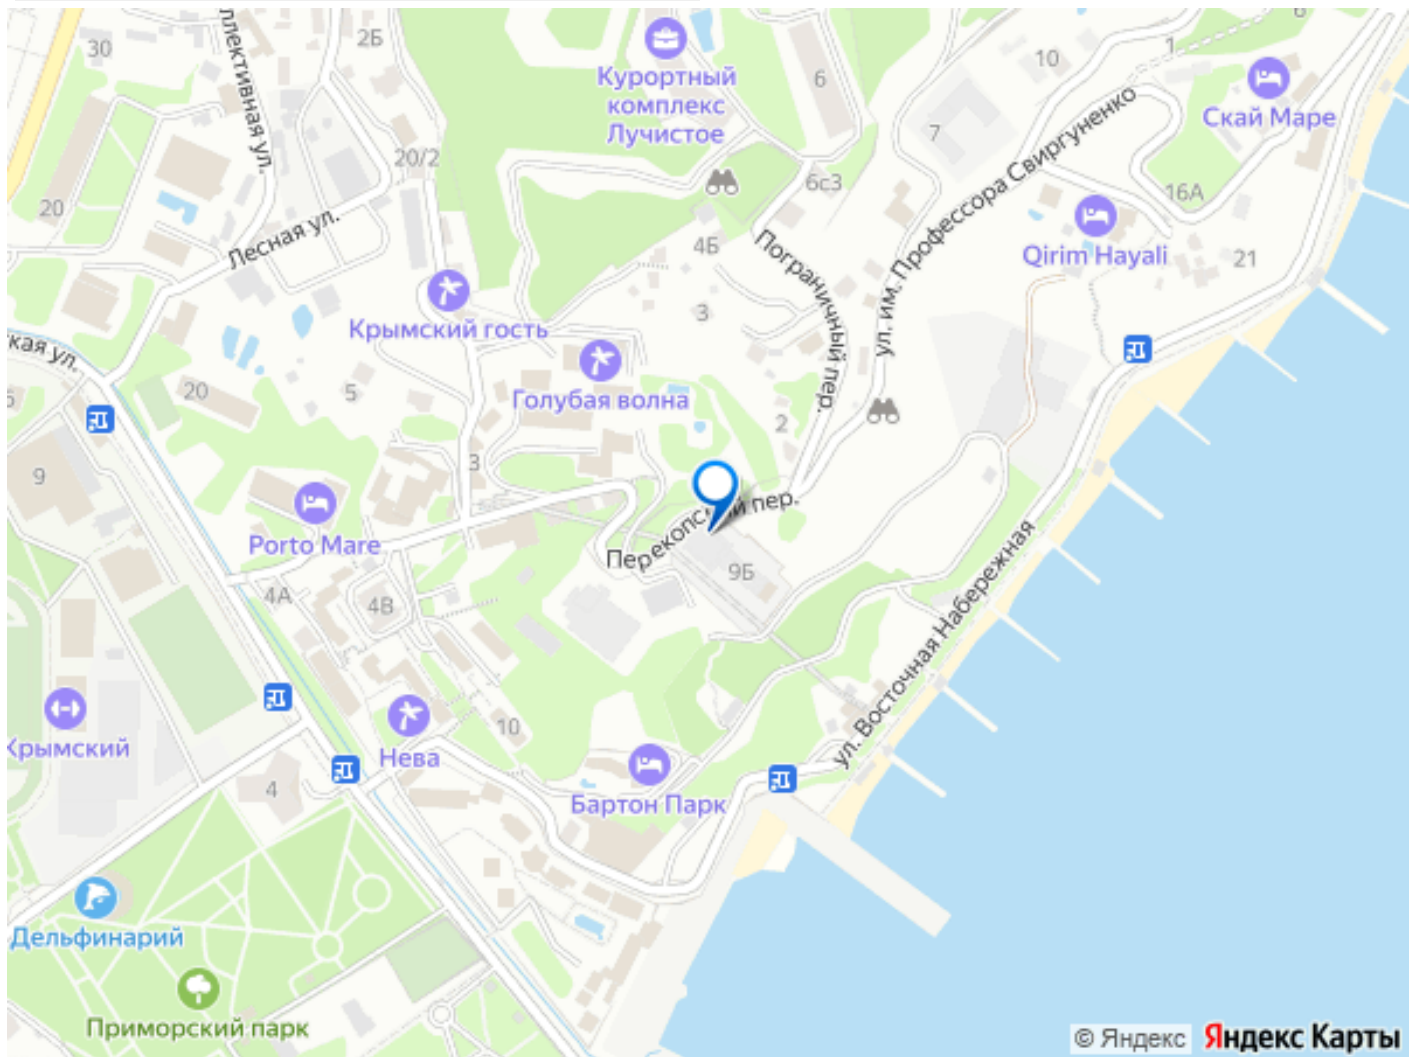 30
2Б
ллективная ул.
Курортный
комплекс
Лучистое
6
10
1
6
Скай Маре
7
ул. им. Профессора Свиргуненко
20/2
6с3
16А
20
Лесная ул.
4Б
Пограничный пер.
Qirim Hayali
21
3
Крымский гость
кая ул.
20
5
Голубая волна
2
9
3
Porto Mare
Перекопский пер.
9Б
4А
4В
ул. Восточная Набережная
Крымский
10
Нева
4
Бартон Парк
Дельфинарий
Приморский парк
© Яндекс Яндекс Карты